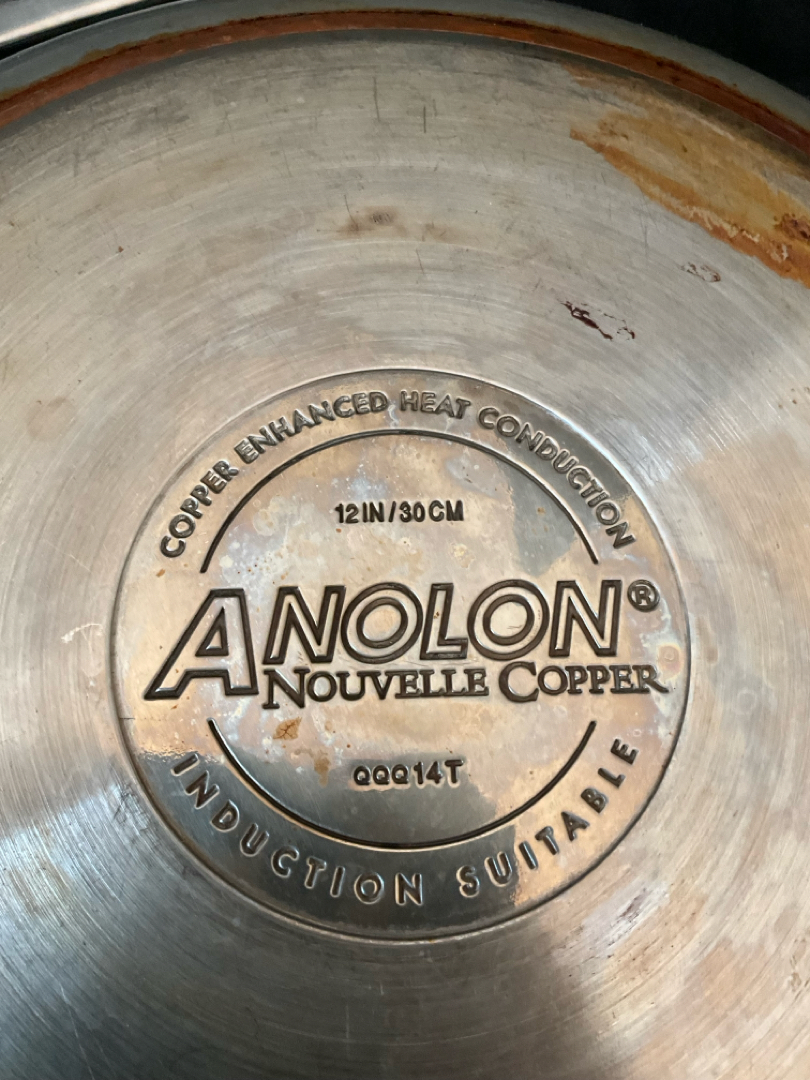 COPPER ENHANCED HEAT CONDUCTION
12 IN / 30 CM
ANOLON®
NOUVELLE COPPER
QQQ14T
INDUCTION SUITABLE